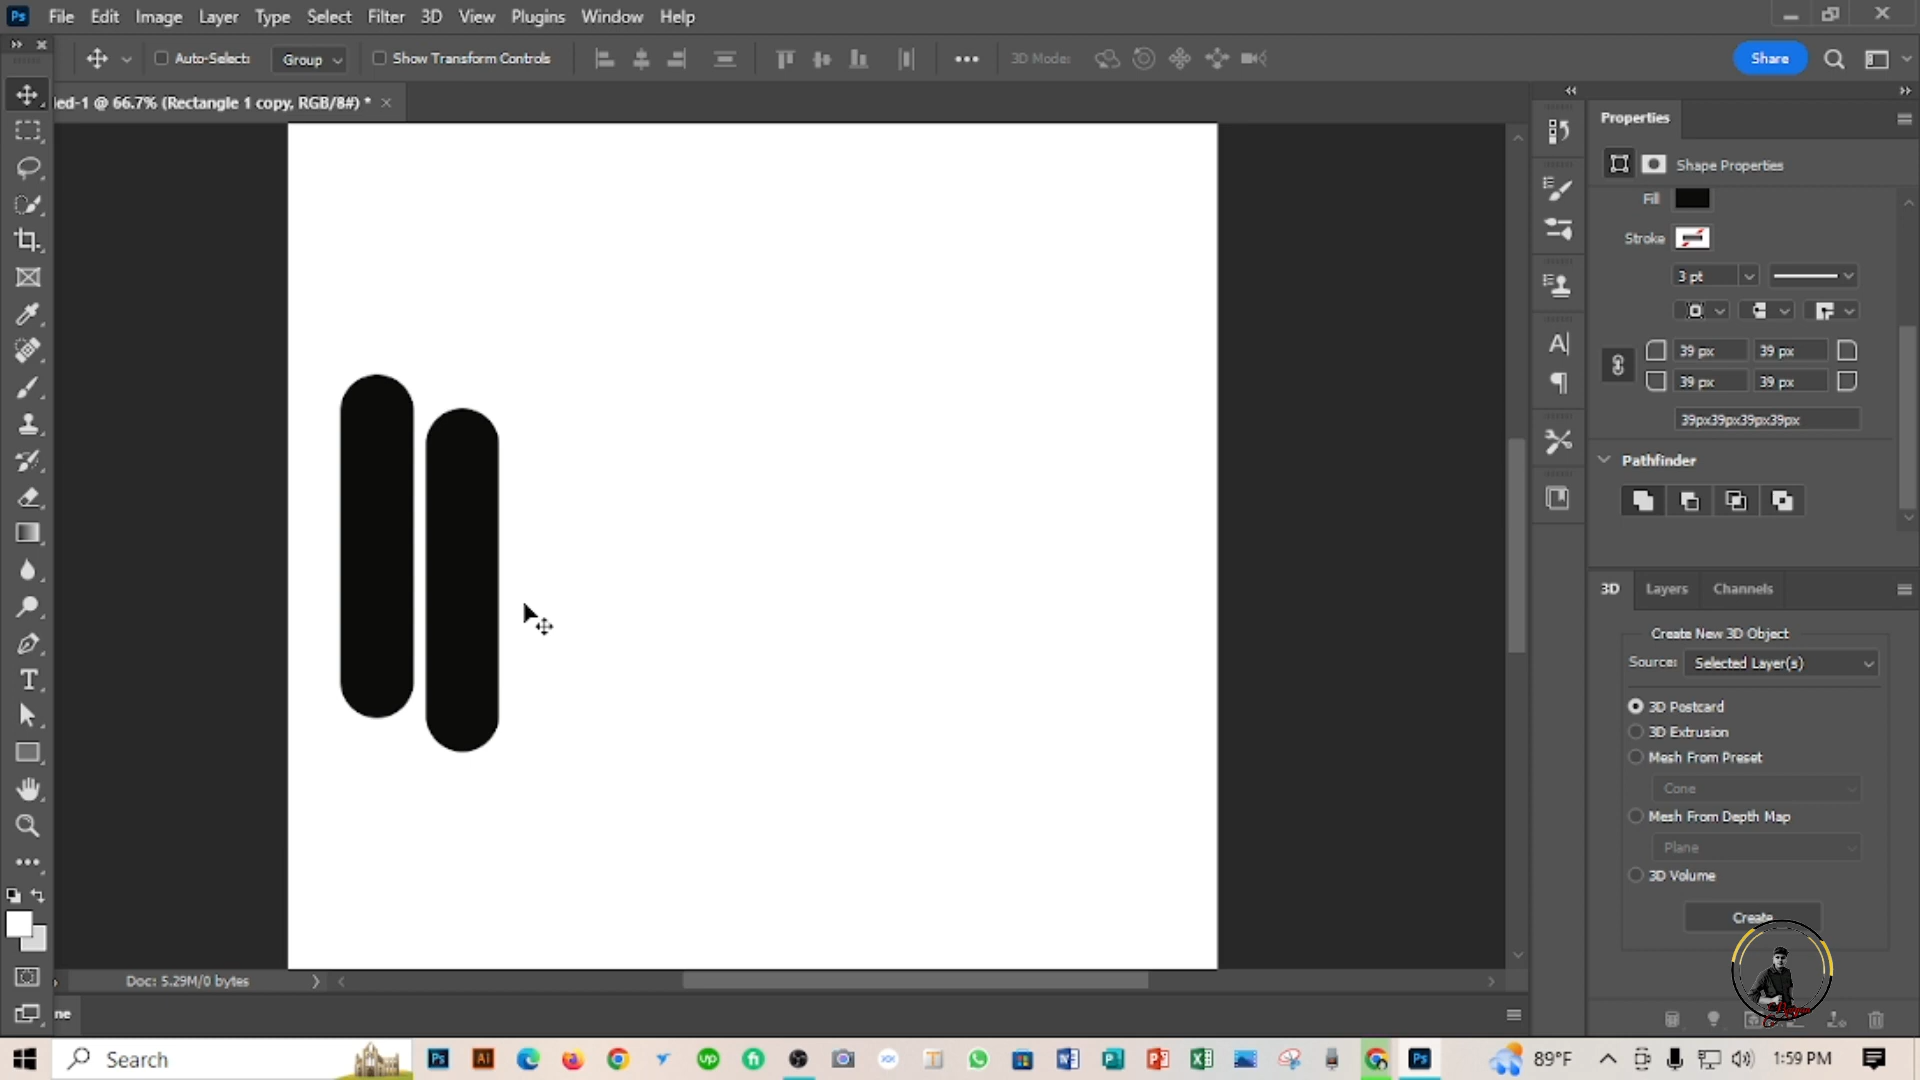 Ps File Edit Image Layer Type Select Filter 3D View Plugins Window Help
Auto-Select: Group Show Transform Controls 3D Mode: Share
led-1 @ 66.7% (Rectangle 1 copy, RGB/8#) *
Properties
Shape Properties
Fill
Stroke
3 pt
39 px 39 px
39 px 39 px
39px39px39px39px
Pathfinder
3D Layers Channels
Create New 3D Object
Source: Selected Layer(s)
3D Postcard
3D Extrusion
Mesh From Preset
Cone
Mesh From Depth Map
Plane
3D Volume
Create
Doc: 5.29M/0 bytes
ne
Search 89°F 1:59 PM